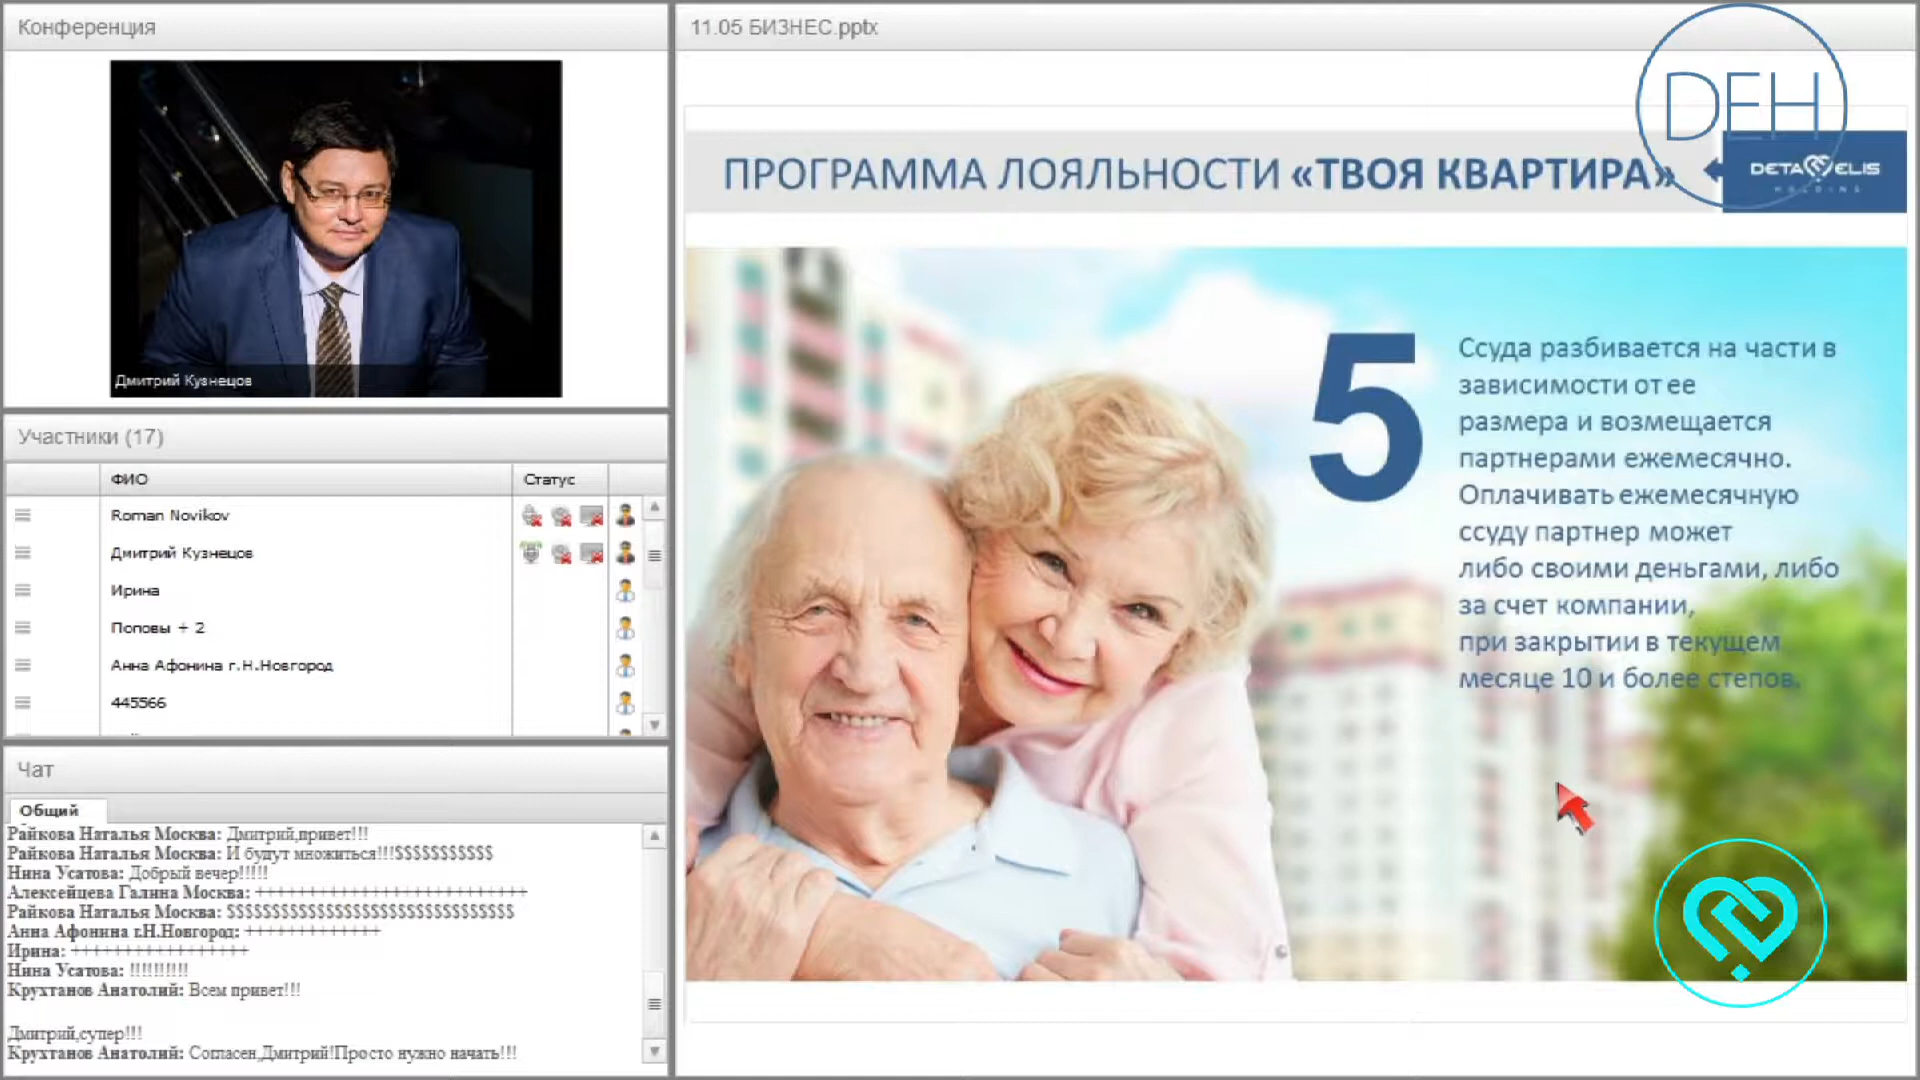 Конференция
Дмитрий Кузнецов
Участники (17)
ФИО
Статус
Roman Novikov
Дмитрий Кузнецов
Ирина
Поповы + 2
Анна Афонина г.Н.Новгород
445566
Чат
Общий
Райкова Наталья Москва: Дмитрий,привет!!!
Райкова Наталья Москва: И будут множиться!!!$$$$$$$$$$$
Нина Усатова: Добрый вечер!!!!!
Алексейцева Галина Москва: +++++++++++++++++++++++++++
Райкова Наталья Москва: $$$$$$$$$$$$$$$$$$$$$$$$$$$$$$$$
Анна Афонина г.Н.Новгород: +++++++++++++
Ирина: +++++++++++++++++
Нина Усатова: !!!!!!!!!!
Крухтанов Анатолий: Всем привет!!!
Дмитрий,супер!!!
Крухтанов Анатолий: Согласен,Дмитрий!Просто нужно начать!!!
11.05 БИЗНЕС.pptx
DEH
ПРОГРАММА ЛОЯЛЬНОСТИ «ТВОЯ КВАРТИРА»
DETA ELIS
HOLDING
5
Ссуда разбивается на части в
зависимости от ее
размера и возмещается
партнерами ежемесячно.
Оплачивать ежемесячную
ссуду партнер может
либо своими деньгами, либо
за счет компании,
при закрытии в текущем
месяце 10 и более степов.